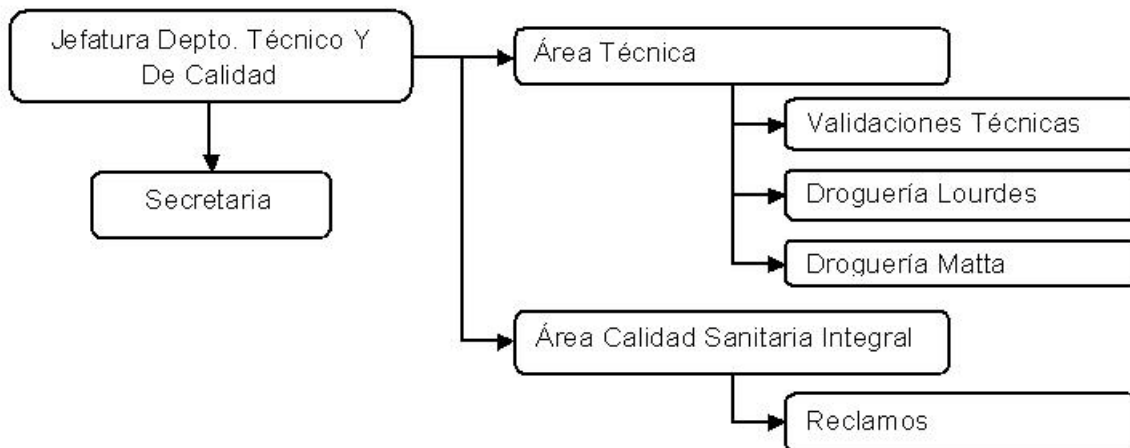 Jefatura Depto. Técnico Y
De Calidad
Secretaria
Área Técnica
Validaciones Técnicas
Droguería Lourdes
Droguería Matta
Área Calidad Sanitaria Integral
Reclamos